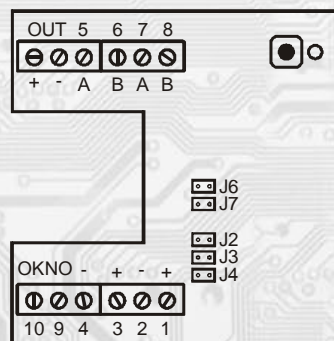 OUT 5 6 7 8
+ - A B A B
J6
J7
J2
J3
J4
OKNO - + - +
10 9 4 3 2 1